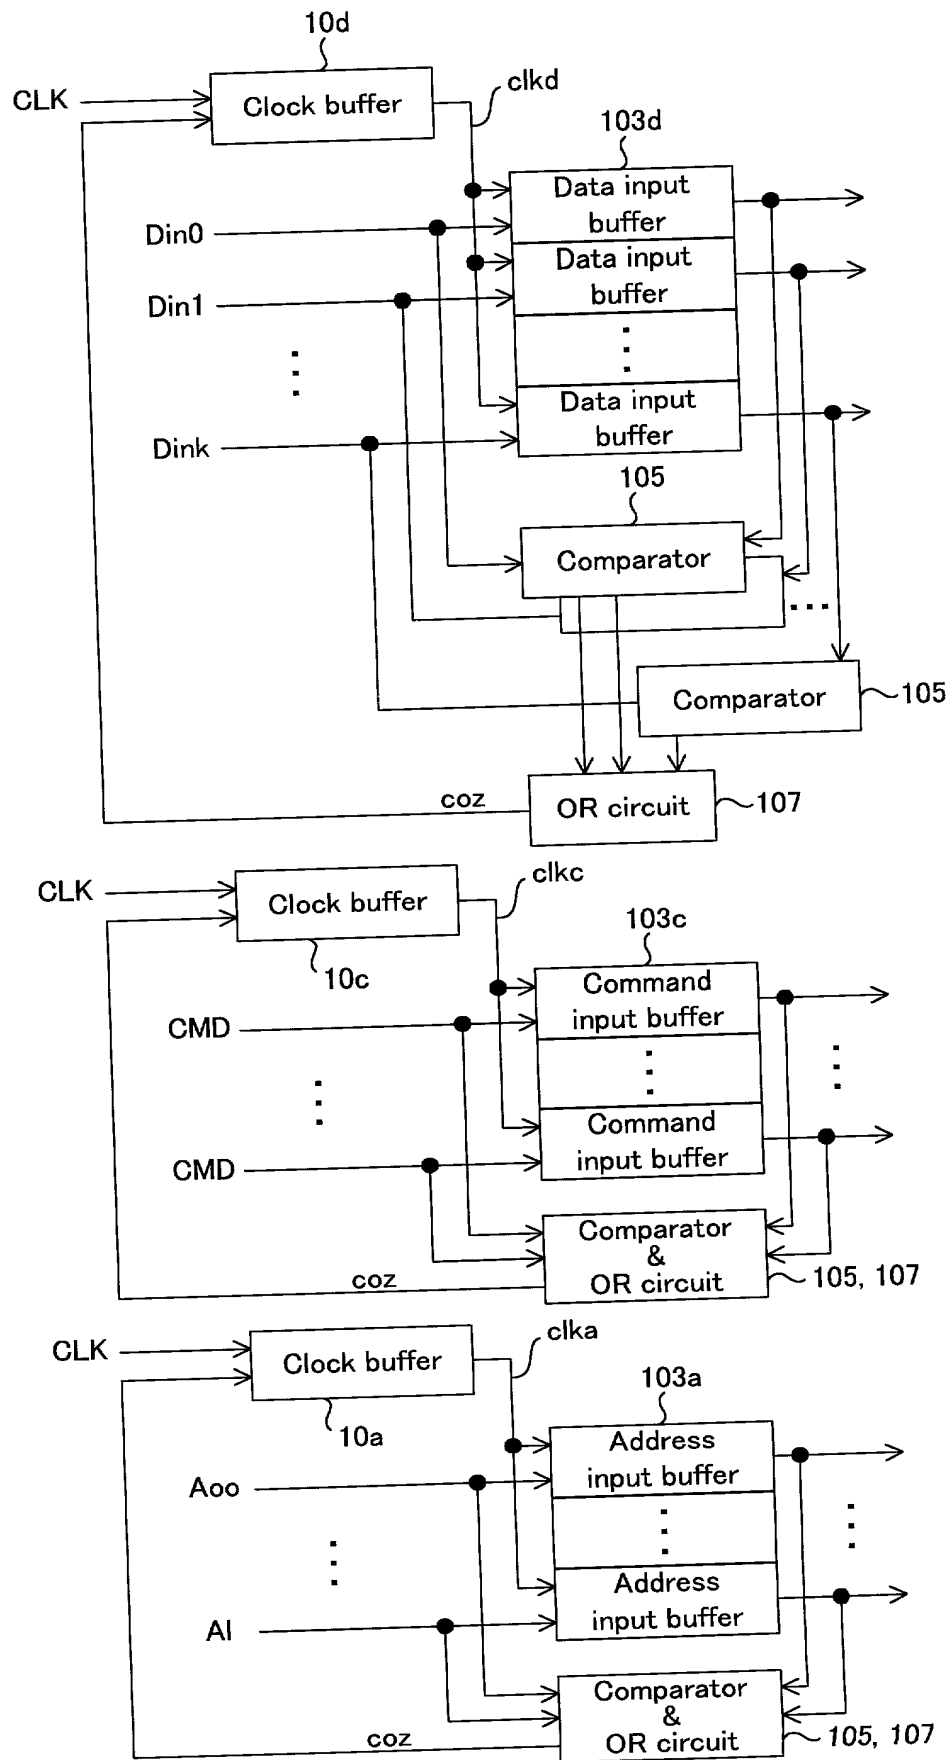 10d
CLK
Clock buffer
clkd
103d
Data input
buffer
Din0
Data input
buffer
Din1
Data input
buffer
Dink
105
Comparator
Comparator
105
coz
OR circuit
107
CLK
Clock buffer
clkc
10c
103c
Command
input buffer
CMD
Command
input buffer
CMD
Comparator
&
OR circuit
coz
105, 107
CLK
Clock buffer
clka
10a
103a
Address
input buffer
Aoo
Address
input buffer
Al
Comparator
&
OR circuit
coz
105, 107